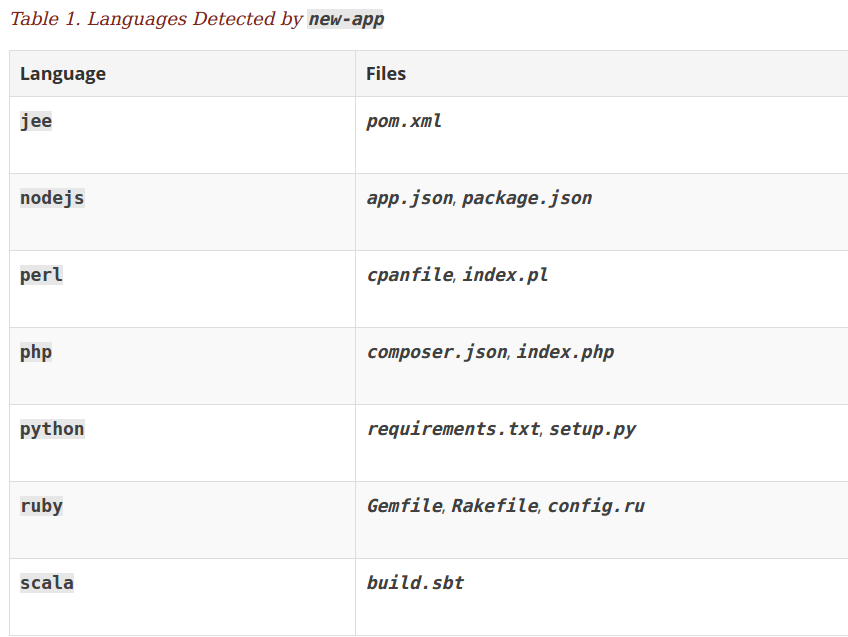 Table 1. Languages Detected by new-app
Language Files
jee pom.xml
nodejs app.json, package.json
perl cpanfile, index.pl
php composer.json, index.php
python requirements.txt, setup.py
ruby Gemfile, Rakefile, config.ru
scala build.sbt